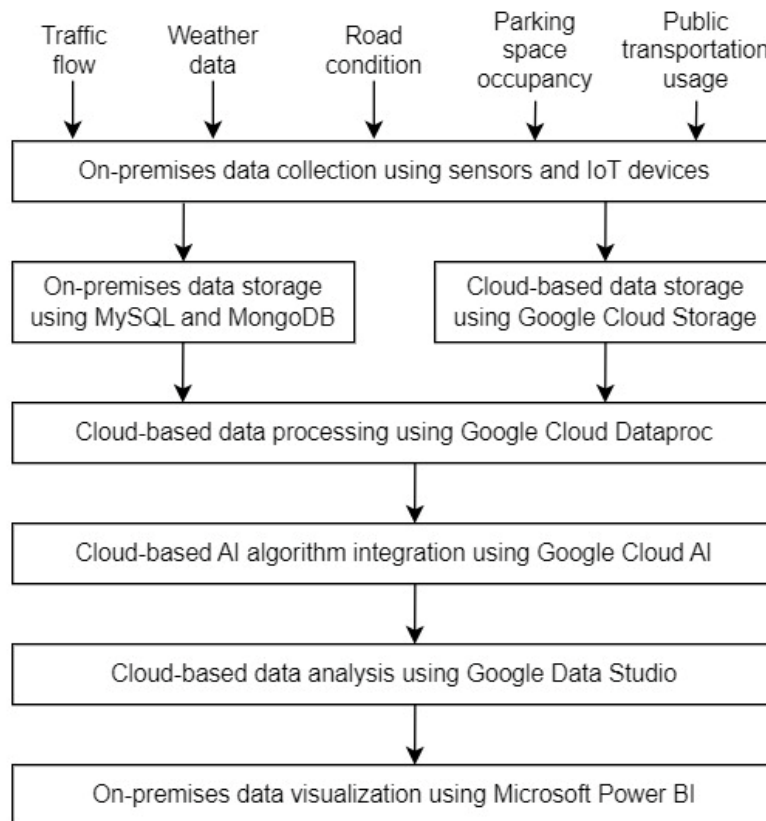 Traffic
flow
Weather
data
Road
condition
Parking
space
occupancy
Public
transportation
usage
On-premises data collection using sensors and IoT devices
On-premises data storage
using MySQL and MongoDB
Cloud-based data storage
using Google Cloud Storage
Cloud-based data processing using Google Cloud Dataproc
Cloud-based AI algorithm integration using Google Cloud AI
Cloud-based data analysis using Google Data Studio
On-premises data visualization using Microsoft Power BI